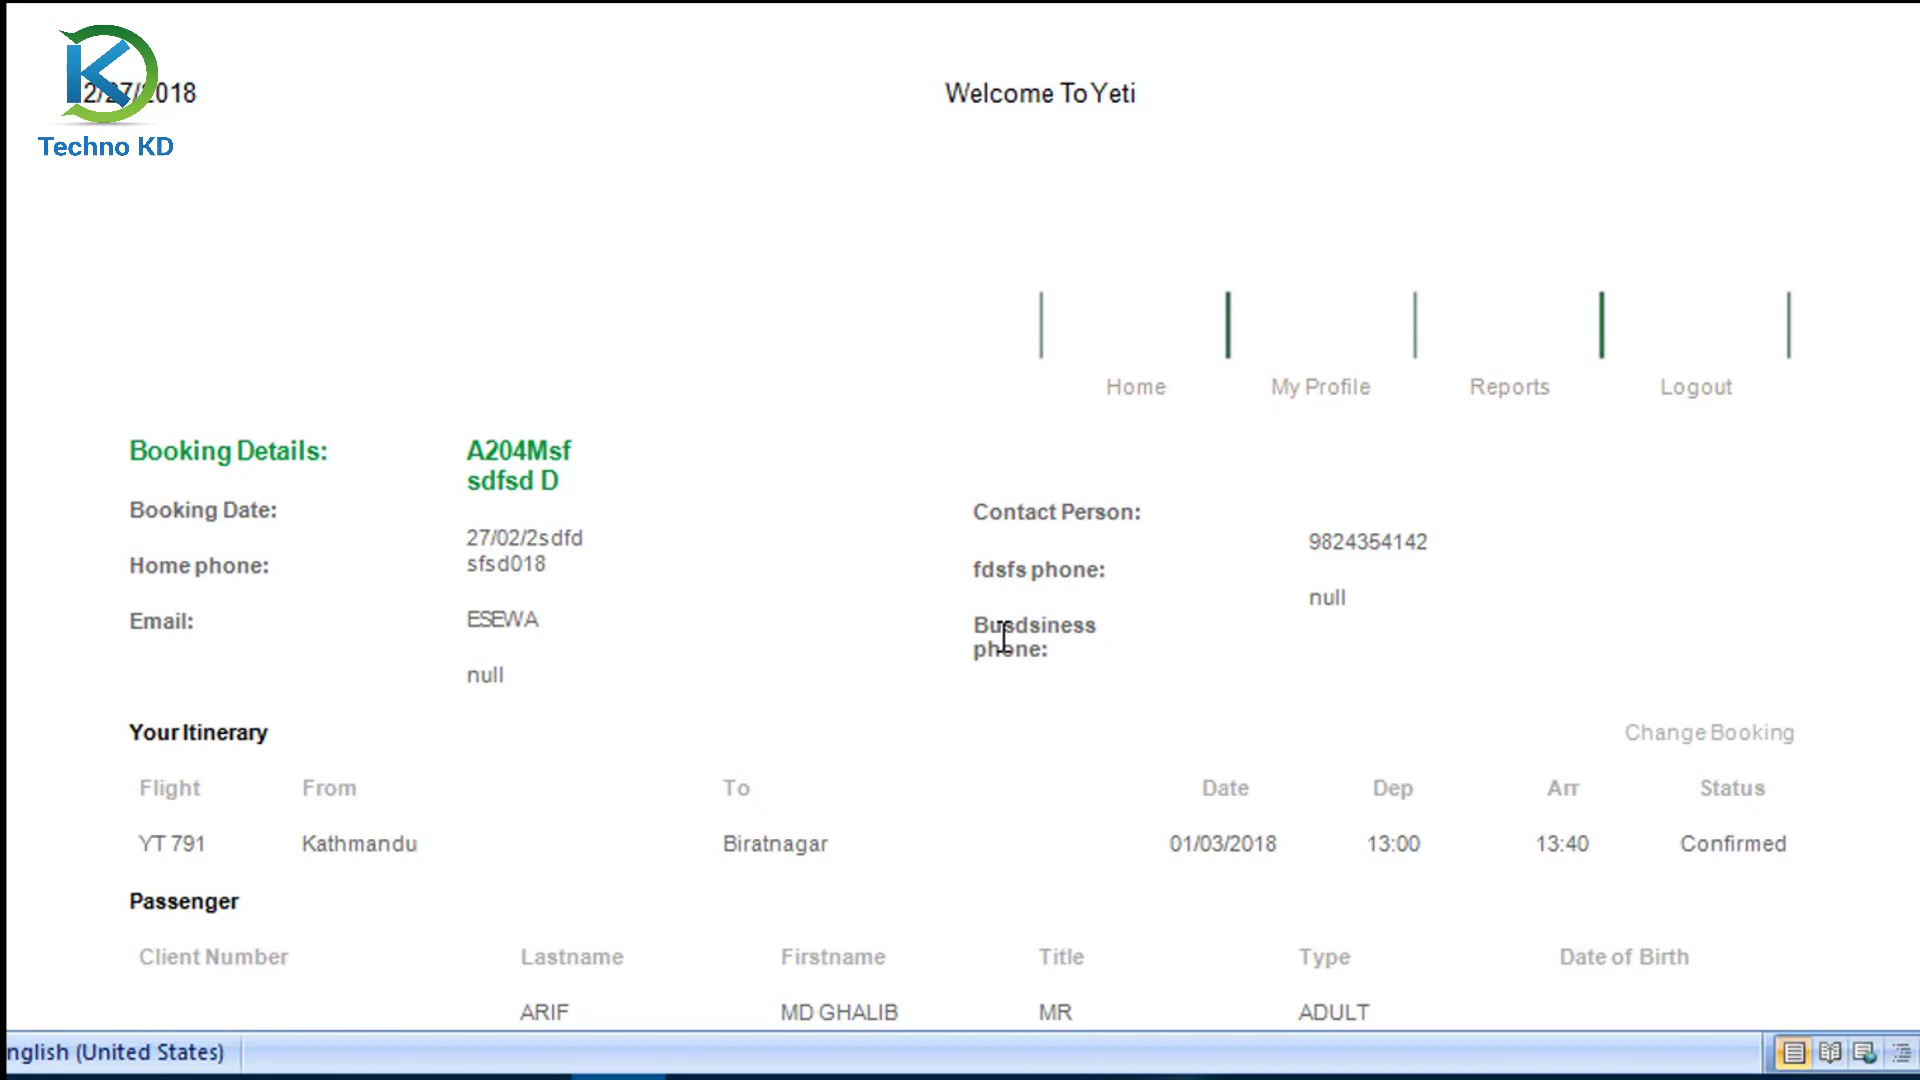 2/27/2018
Welcome To Yeti
Techno KD
Home
My Profile
Reports
Logout
Booking Details:
A204Msf
sdfsd D
Booking Date:
27/02/2sdfd
sfsd018
Home phone:
ESEWA
Email:
null
Contact Person:
9824354142
fdsfs phone:
null
Busdsiness
phone:
Your Itinerary
Change Booking
Flight From To Date Dep Arr Status
YT 791 Kathmandu Biratnagar 01/03/2018 13:00 13:40 Confirmed
Passenger
Client Number Lastname Firstname Title Type Date of Birth
ARIF MD GHALIB MR ADULT
nglish (United States)